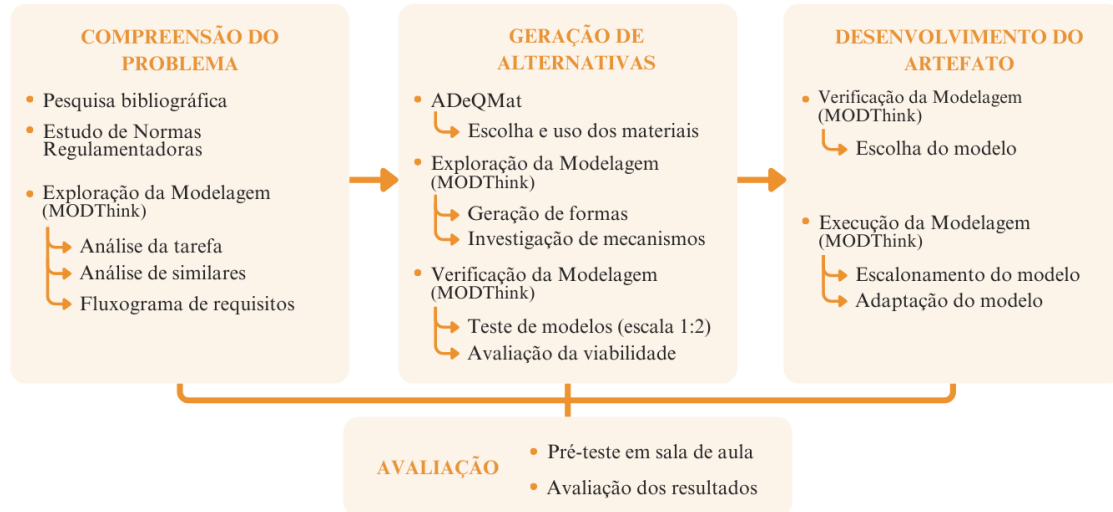 COMPREENSÃO DO
PROBLEMA
Pesquisa bibliográfica
Estudo de Normas
Regulamentadoras
Exploração da Modelagem
(MODThink)
Análise da tarefa
Análise de similares
Fluxograma de requisitos
GERAÇÃO DE
ALTERNATIVAS
ADeQMat
Escolha e uso dos materiais
Exploração da Modelagem
(MODThink)
Geração de formas
Investigação de mecanismos
Verificação da Modelagem
(MODThink)
Teste de modelos (escala 1:2)
Avaliação da viabilidade
DESENVOLVIMENTO DO
ARTEFATO
Verificação da Modelagem
(MODThink)
Escolha do modelo
Execução da Modelagem
(MODThink)
Escalonamento do modelo
Adaptação do modelo
AVALIAÇÃO
Pré-teste em sala de aula
Avaliação dos resultados